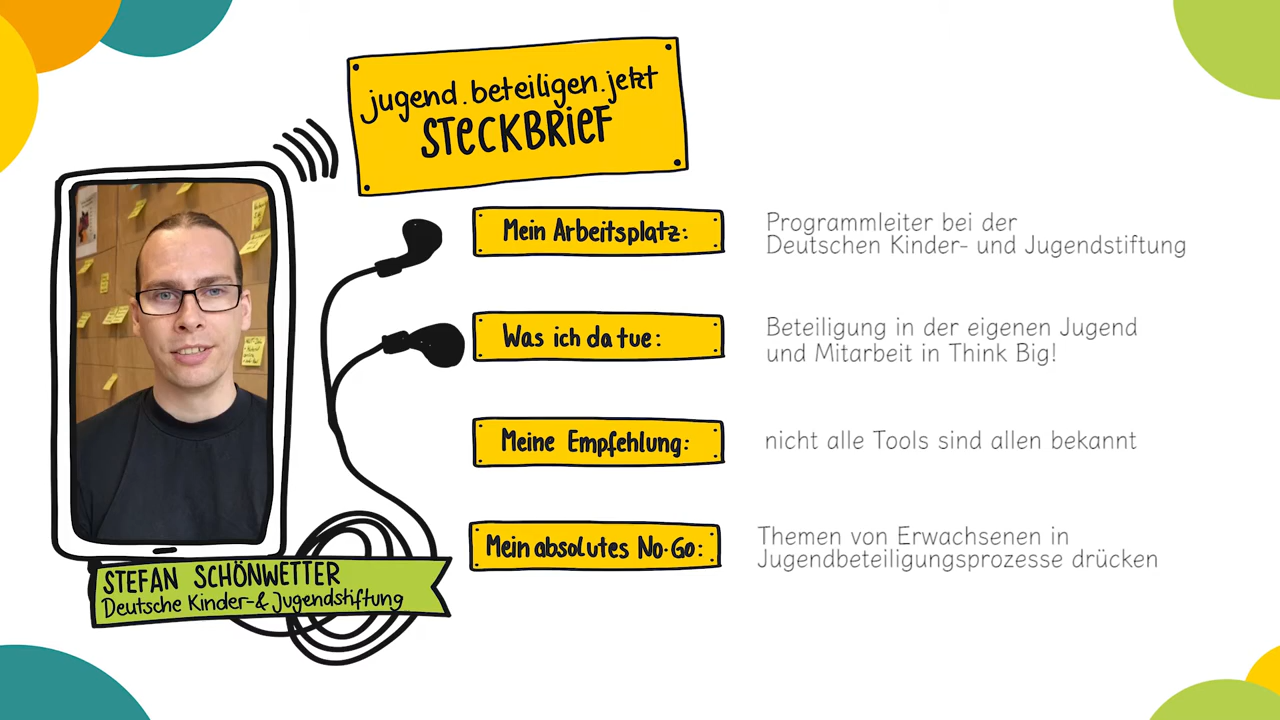 jugend.beteiligen.jetzt
STECKBRIEF
Mein Arbeitsplatz:
Programmleiter bei der
Deutschen Kinder- und Jugendstiftung
Was ich da tue:
Beteiligung in der eigenen Jugend
und Mitarbeit in Think Big!
Meine Empfehlung:
nicht alle Tools sind allen bekannt
Mein absolutes No-Go:
Themen von Erwachsenen in
Jugendbeteiligungsprozesse drücken
STEFAN SCHÖNWETTER
Deutsche Kinder-& Jugendstiftung